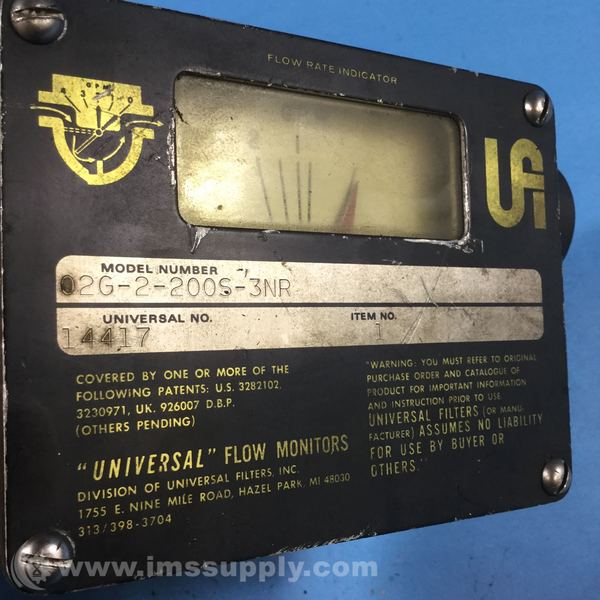 FLOW RATE INDICATOR
GPM
UFI
MODEL NUMBER
02G-2-200S-3NR
UNIVERSAL NO.
ITEM NO.
14417
1
COVERED BY ONE OR MORE OF THE
FOLLOWING PATENTS: U.S. 3282102,
3230971, UK. 926007 D.B.P.
(OTHERS PENDING)
"UNIVERSAL" FLOW MONITORS
DIVISION OF UNIVERSAL FILTERS, INC.
1755 E. NINE MILE ROAD, HAZEL PARK, MI 48030
313/398-3704
"WARNING: YOU MUST REFER TO ORIGINAL
PURCHASE ORDER AND CATALOGUE OF
PRODUCT FOR IMPORTANT INFORMATION
AND INSTRUCTION PRIOR TO USE.
UNIVERSAL FILTERS (OR MANU-
FACTURER) ASSUMES NO LIABILITY
FOR USE BY BUYER OR
OTHERS."
www.imssupply.com